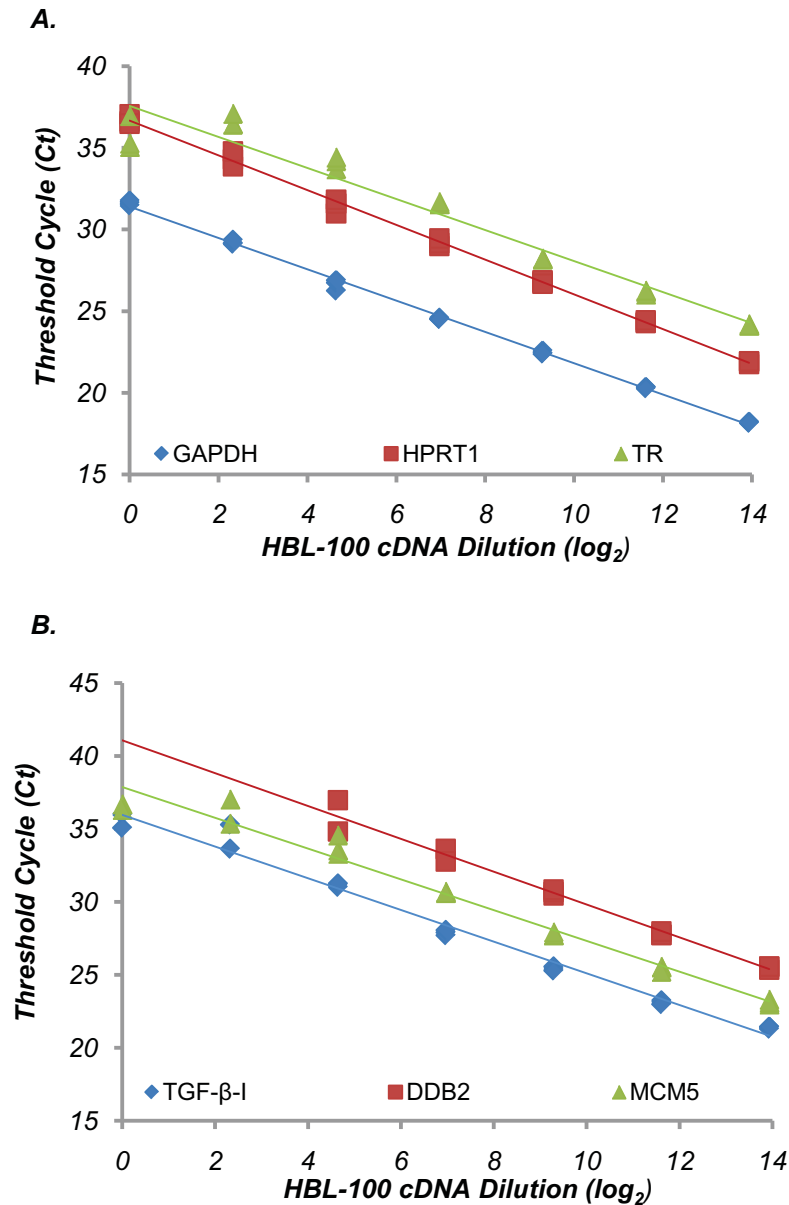 A.
40
35
30
25
20
15
Threshold Cycle (Ct)
GAPDH HPRT1 TR
0 2 4 6 8 10 12 14
HBL-100 cDNA Dilution (log₂)
B.
45
40
35
30
25
20
15
Threshold Cycle (Ct)
TGF-β-I DDB2 MCM5
0 2 4 6 8 10 12 14
HBL-100 cDNA Dilution (log₂)